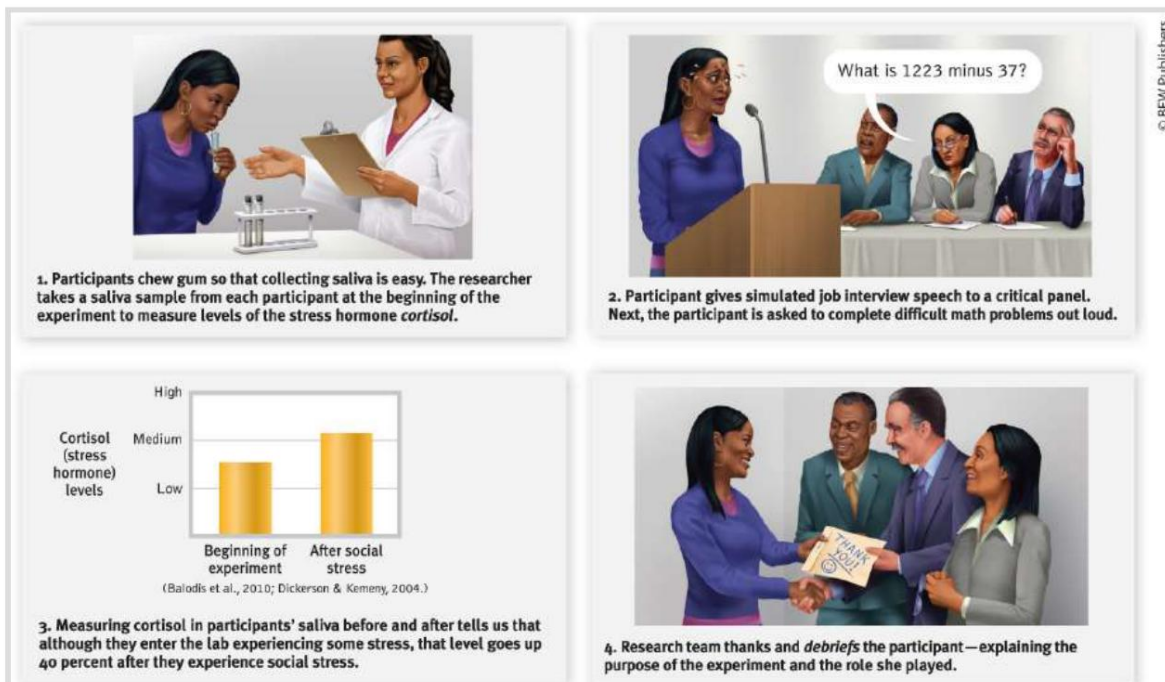 © BFW Publishers
What is 1223 minus 37?
1. Participants chew gum so that collecting saliva is easy. The researcher
takes a saliva sample from each participant at the beginning of the
experiment to measure levels of the stress hormone cortisol.
2. Participant gives simulated job interview speech to a critical panel.
Next, the participant is asked to complete difficult math problems out loud.
Cortisol
(stress
hormone)
levels
High
Medium
Low
Beginning of
experiment
After social
stress
(Balodis et al., 2010; Dickerson & Kemeny, 2004.)
3. Measuring cortisol in participants' saliva before and after tells us that
although they enter the lab experiencing some stress, that level goes up
40 percent after they experience social stress.
THANK
YOU!
4. Research team thanks and debriefs the participant—explaining the
purpose of the experiment and the role she played.